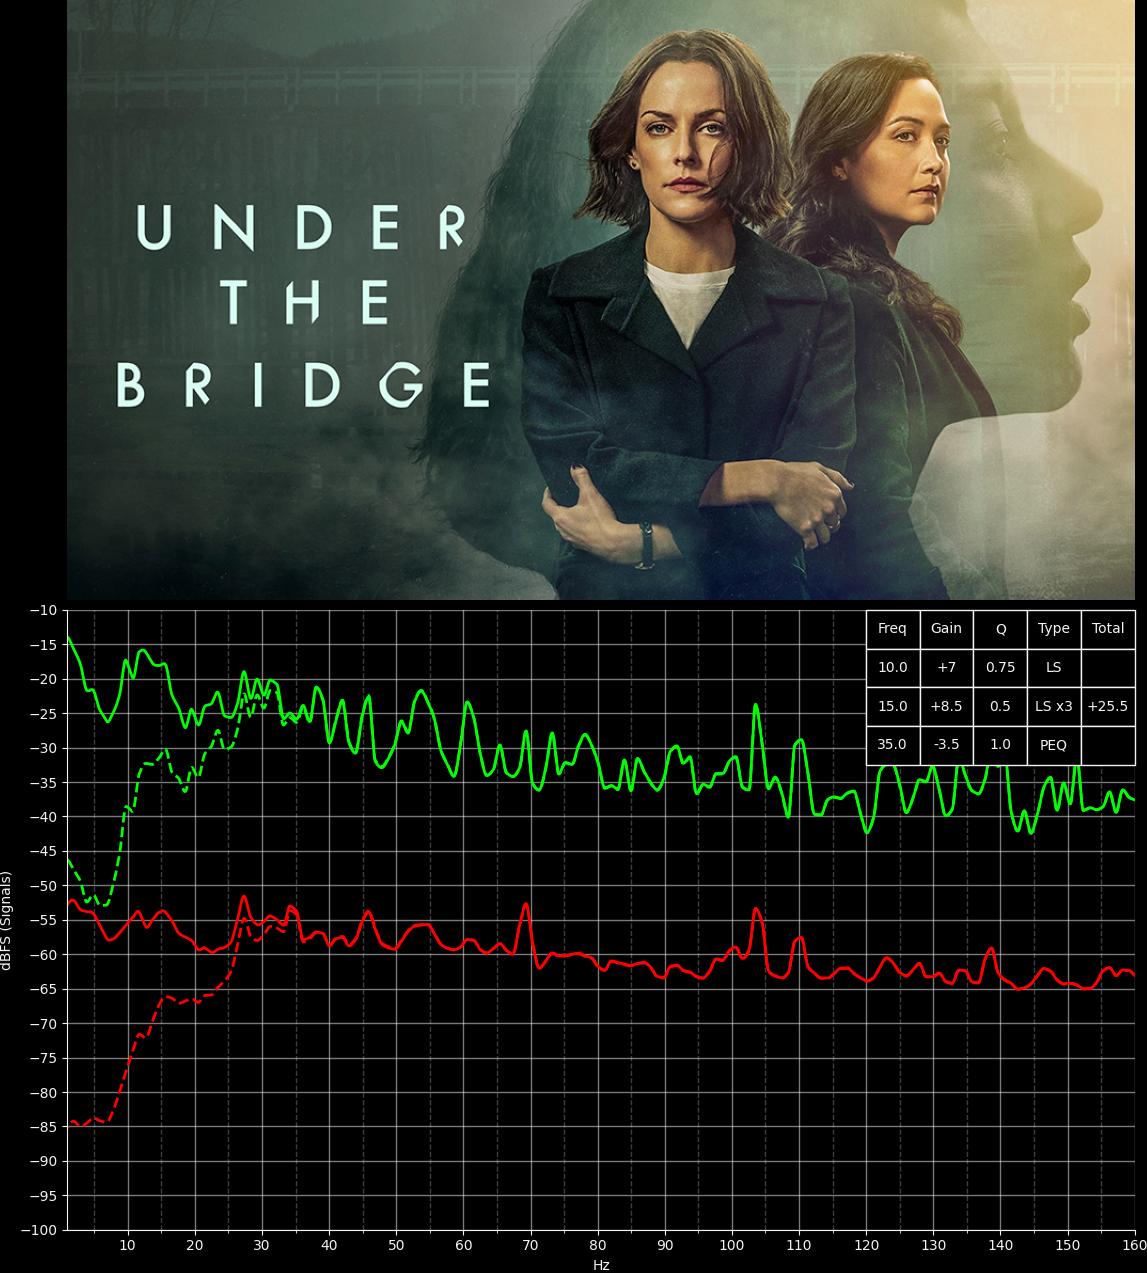 UNDER
THE
BRIDGE
Freq Gain Q Type Total
10.0 +7 0.75 LS
15.0 +8.5 0.5 LS x3 +25.5
35.0 -3.5 1.0 PEQ
−10
−15
−20
−25
−30
−35
−40
−45
−50
−55
−60
−65
−70
−75
−80
−85
−90
−95
−100
dBFS (Signals)
10 20 30 40 50 60 70 80 90 100 110 120 130 140 150 160
Hz